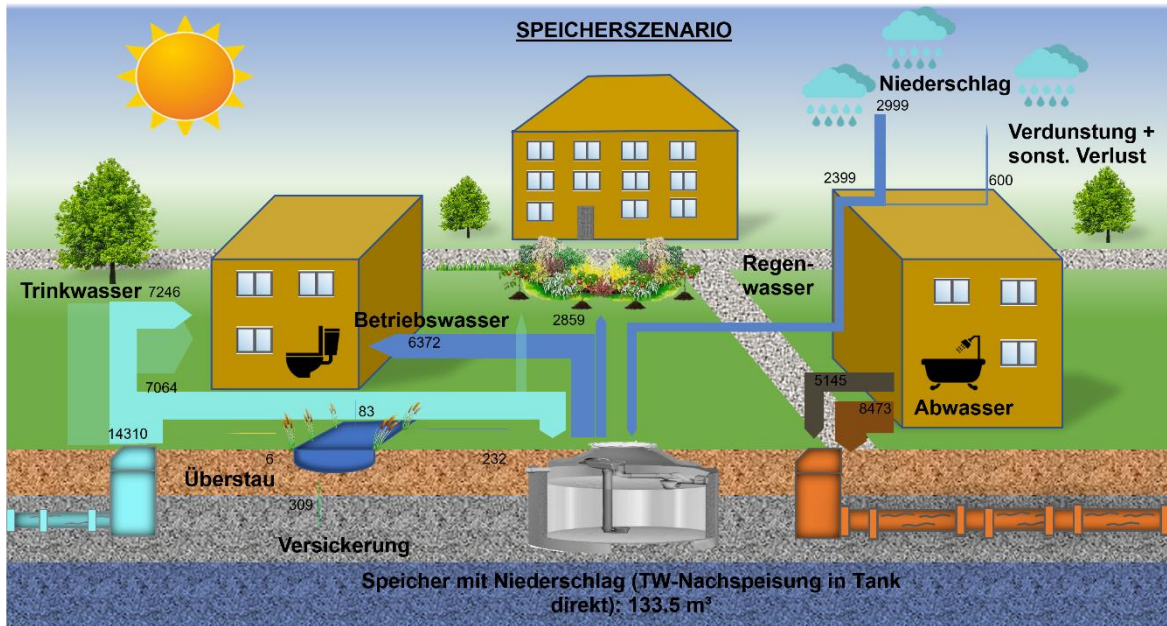 SPEICHERSZENARIO
Niederschlag
2999
Verdunstung +
sonst. Verlust
2399
600
Regen-
wasser
Trinkwasser
7246
Betriebswasser
2859
6372
7064
5145
83
8473
Abwasser
14310
6
232
Überstau
309
Versickerung
Speicher mit Niederschlag (TW-Nachspeisung in Tank
direkt): 133.5 m³